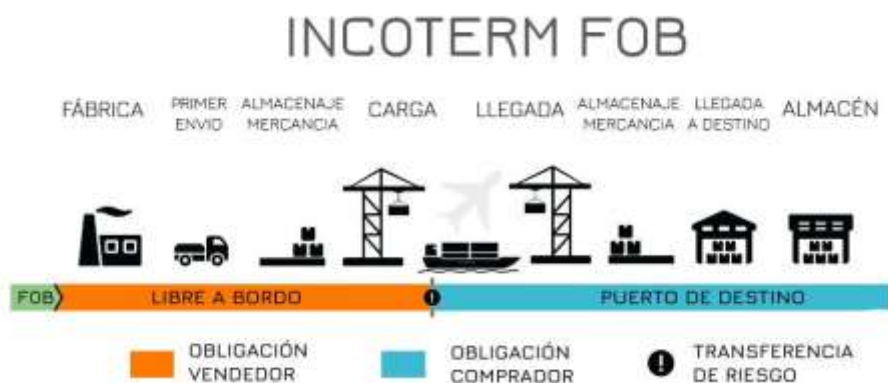 INCOTERM FOB
FÁBRICA
PRIMER
ENVIO
ALMACENAJE
MERCANCIA
CARGA
LLEGADA
ALMACENAJE
MERCANCIA
LLEGADA
A DESTINO
ALMACÉN
FOB
LIBRE A BORDO
!
PUERTO DE DESTINO
OBLIGACIÓN
VENDEDOR
OBLIGACIÓN
COMPRADOR
!
TRANSFERENCIA
DE RIESGO